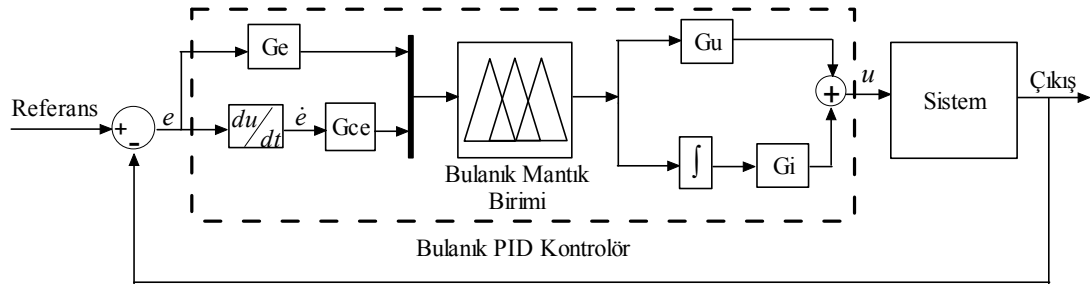 Referans
+
-
e
Ge
du/dt
ė
Gce
Bulanık Mantık
Birimi
Gu
∫
Gi
+
u
Sistem
Çıkış
Bulanık PID Kontrolör